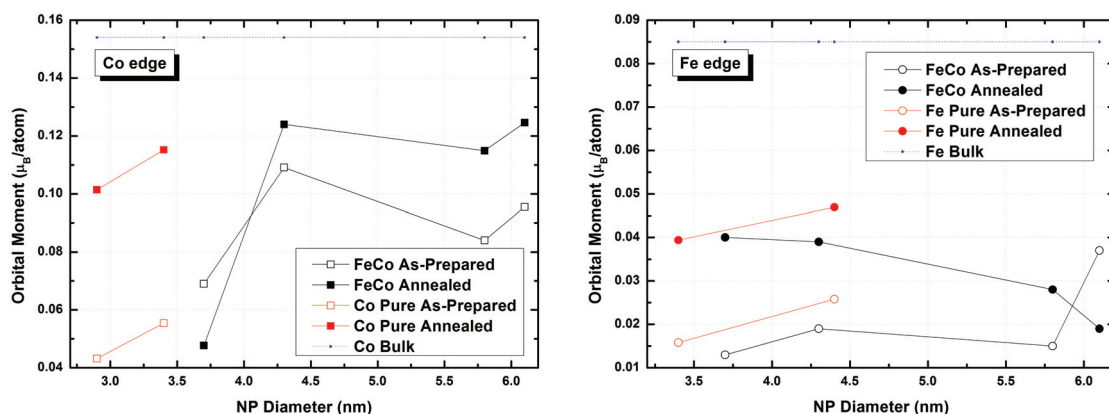 0.16
0.14
0.12
0.10
0.08
0.06
0.04
Orbital Moment (μB/atom)
Co edge
FeCo As-Prepared
FeCo Annealed
Co Pure As-Prepared
Co Pure Annealed
Co Bulk
3.0 3.5 4.0 4.5 5.0 5.5 6.0
NP Diameter (nm)
0.09
0.08
0.07
0.06
0.05
0.04
0.03
0.02
0.01
Orbital Moment (μB/atom)
Fe edge
FeCo As-Prepared
FeCo Annealed
Fe Pure As-Prepared
Fe Pure Annealed
Fe Bulk
3.5 4.0 4.5 5.0 5.5 6.0
NP Diameter (nm)